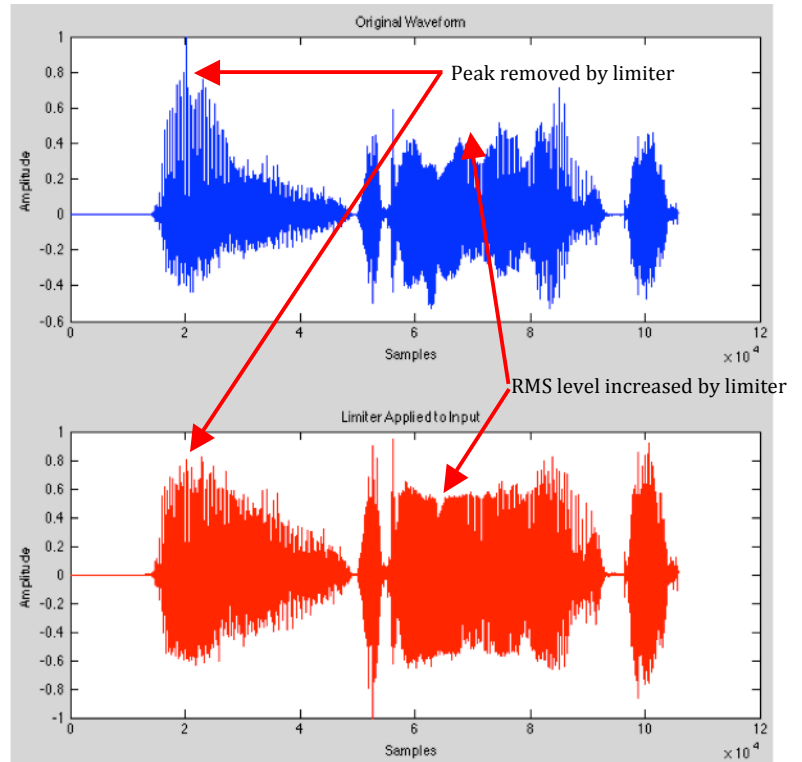 Original Waveform
Peak removed by limiter
Amplitude
1
0.8
0.6
0.4
0.2
0
-0.2
-0.4
-0.6
0 2 4 6 8 10 12
Samples
x 10 4
RMS level increased by limiter
Limiter Applied to Input
Amplitude
1
0.8
0.6
0.4
0.2
0
-0.2
-0.4
-0.6
-0.8
-1
0 2 4 6 8 10 12
Samples
x 10 4